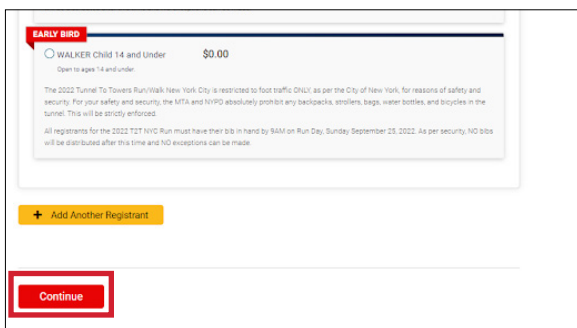 EARLY BIRD
WALKER Child 14 and Under $0.00
Open to ages 14 and under.
The 2022 Tunnel To Towers Run/Walk New York City is restricted to foot traffic ONLY, as per the City of New York, for reasons of safety and
security. For your safety and security, the MTA and NYPD absolutely prohibit any backpacks, strollers, bags, water bottles, and bicycles in the
tunnel. This will be strictly enforced.
All registrants for the 2022 T2T NYC Run must have their bib in hand by 9AM on Run Day, Sunday September 25, 2022. As per security, NO bibs
will be distributed after this time and NO exceptions can be made.
+ Add Another Registrant
Continue